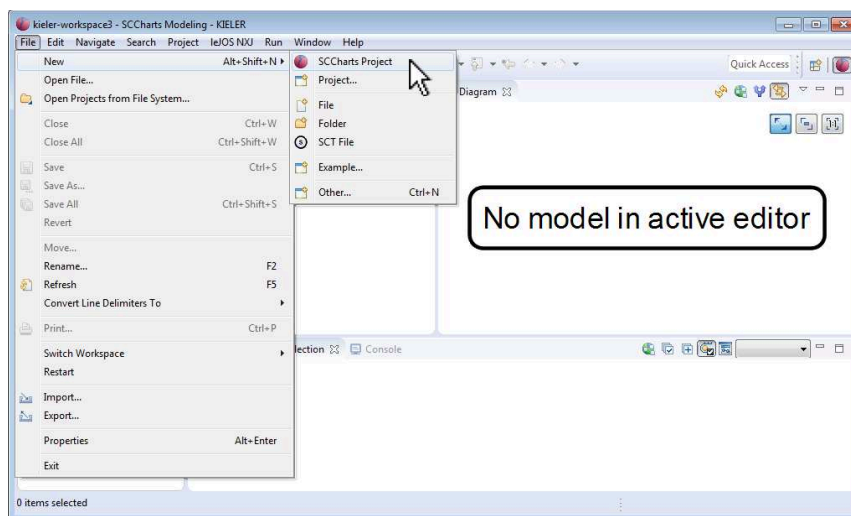 kieler-workspace3 - SCCharts Modeling - KIELER
File Edit Navigate Search Project leJOS NXJ Run Window Help
New Alt+Shift+N
Open File...
Open Projects from File System...
Close Ctrl+W
Close All Ctrl+Shift+W
Save Ctrl+S
Save As...
Save All Ctrl+Shift+S
Revert
Move...
Rename... F2
Refresh F5
Convert Line Delimiters To
Print... Ctrl+P
Switch Workspace
Restart
Import...
Export...
Properties Alt+Enter
Exit
SCCharts Project
Project...
File
Folder
SCT File
Example...
Other... Ctrl+N
Quick Access
Diagram
No model in active editor
lection Console
0 items selected